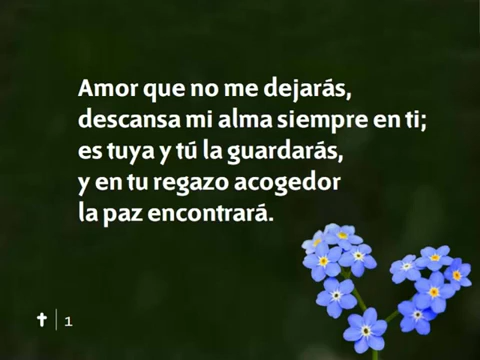 Amor que no me dejarás,
descansa mi alma siempre en ti;
es tuya y tú la guardarás,
y en tu regazo acogedor
la paz encontrará.
1